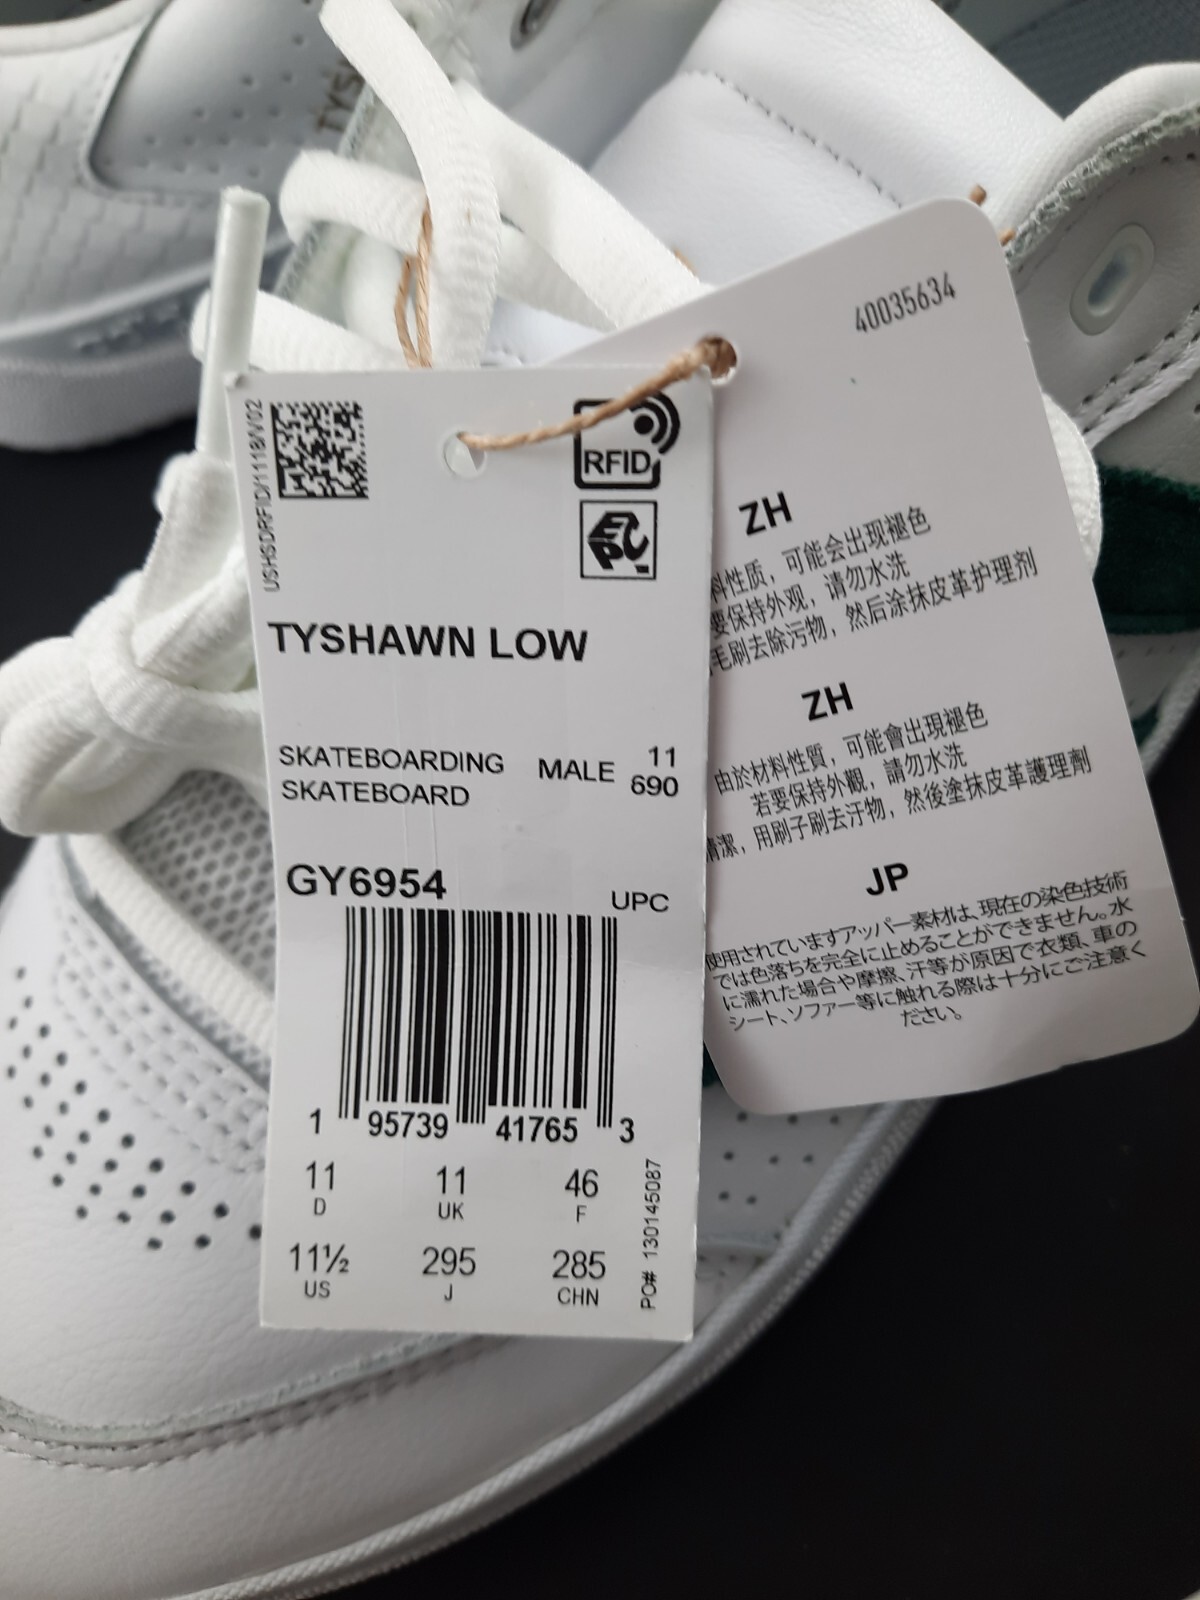 TYS
USHSDRFID/1118/V02
RFID
EPC
TYSHAWN LOW
SKATEBOARDING
SKATEBOARD
MALE
11
690
GY6954
UPC
1 95739 41765 3
11 11 46
D UK F
11½ 295 285
US J CHN
PO# 130145087
40035634
ZH
料性质，可能会出现褪色
要保持外观，请勿水洗
毛刷去除污物，然后涂抹皮革护理剂
ZH
由於材料性質，可能會出現褪色
若要保持外觀，請勿水洗
清潔，用刷子刷去汙物，然後塗抹皮革護理劑
JP
使用されていますアッパー素材は、現在の染色技術
では色落ちを完全に止めることができません。水
に濡れた場合や摩擦、汗等が原因で衣類、車の
シート、ソファー等に触れる際は十分にご注意く
ださい。